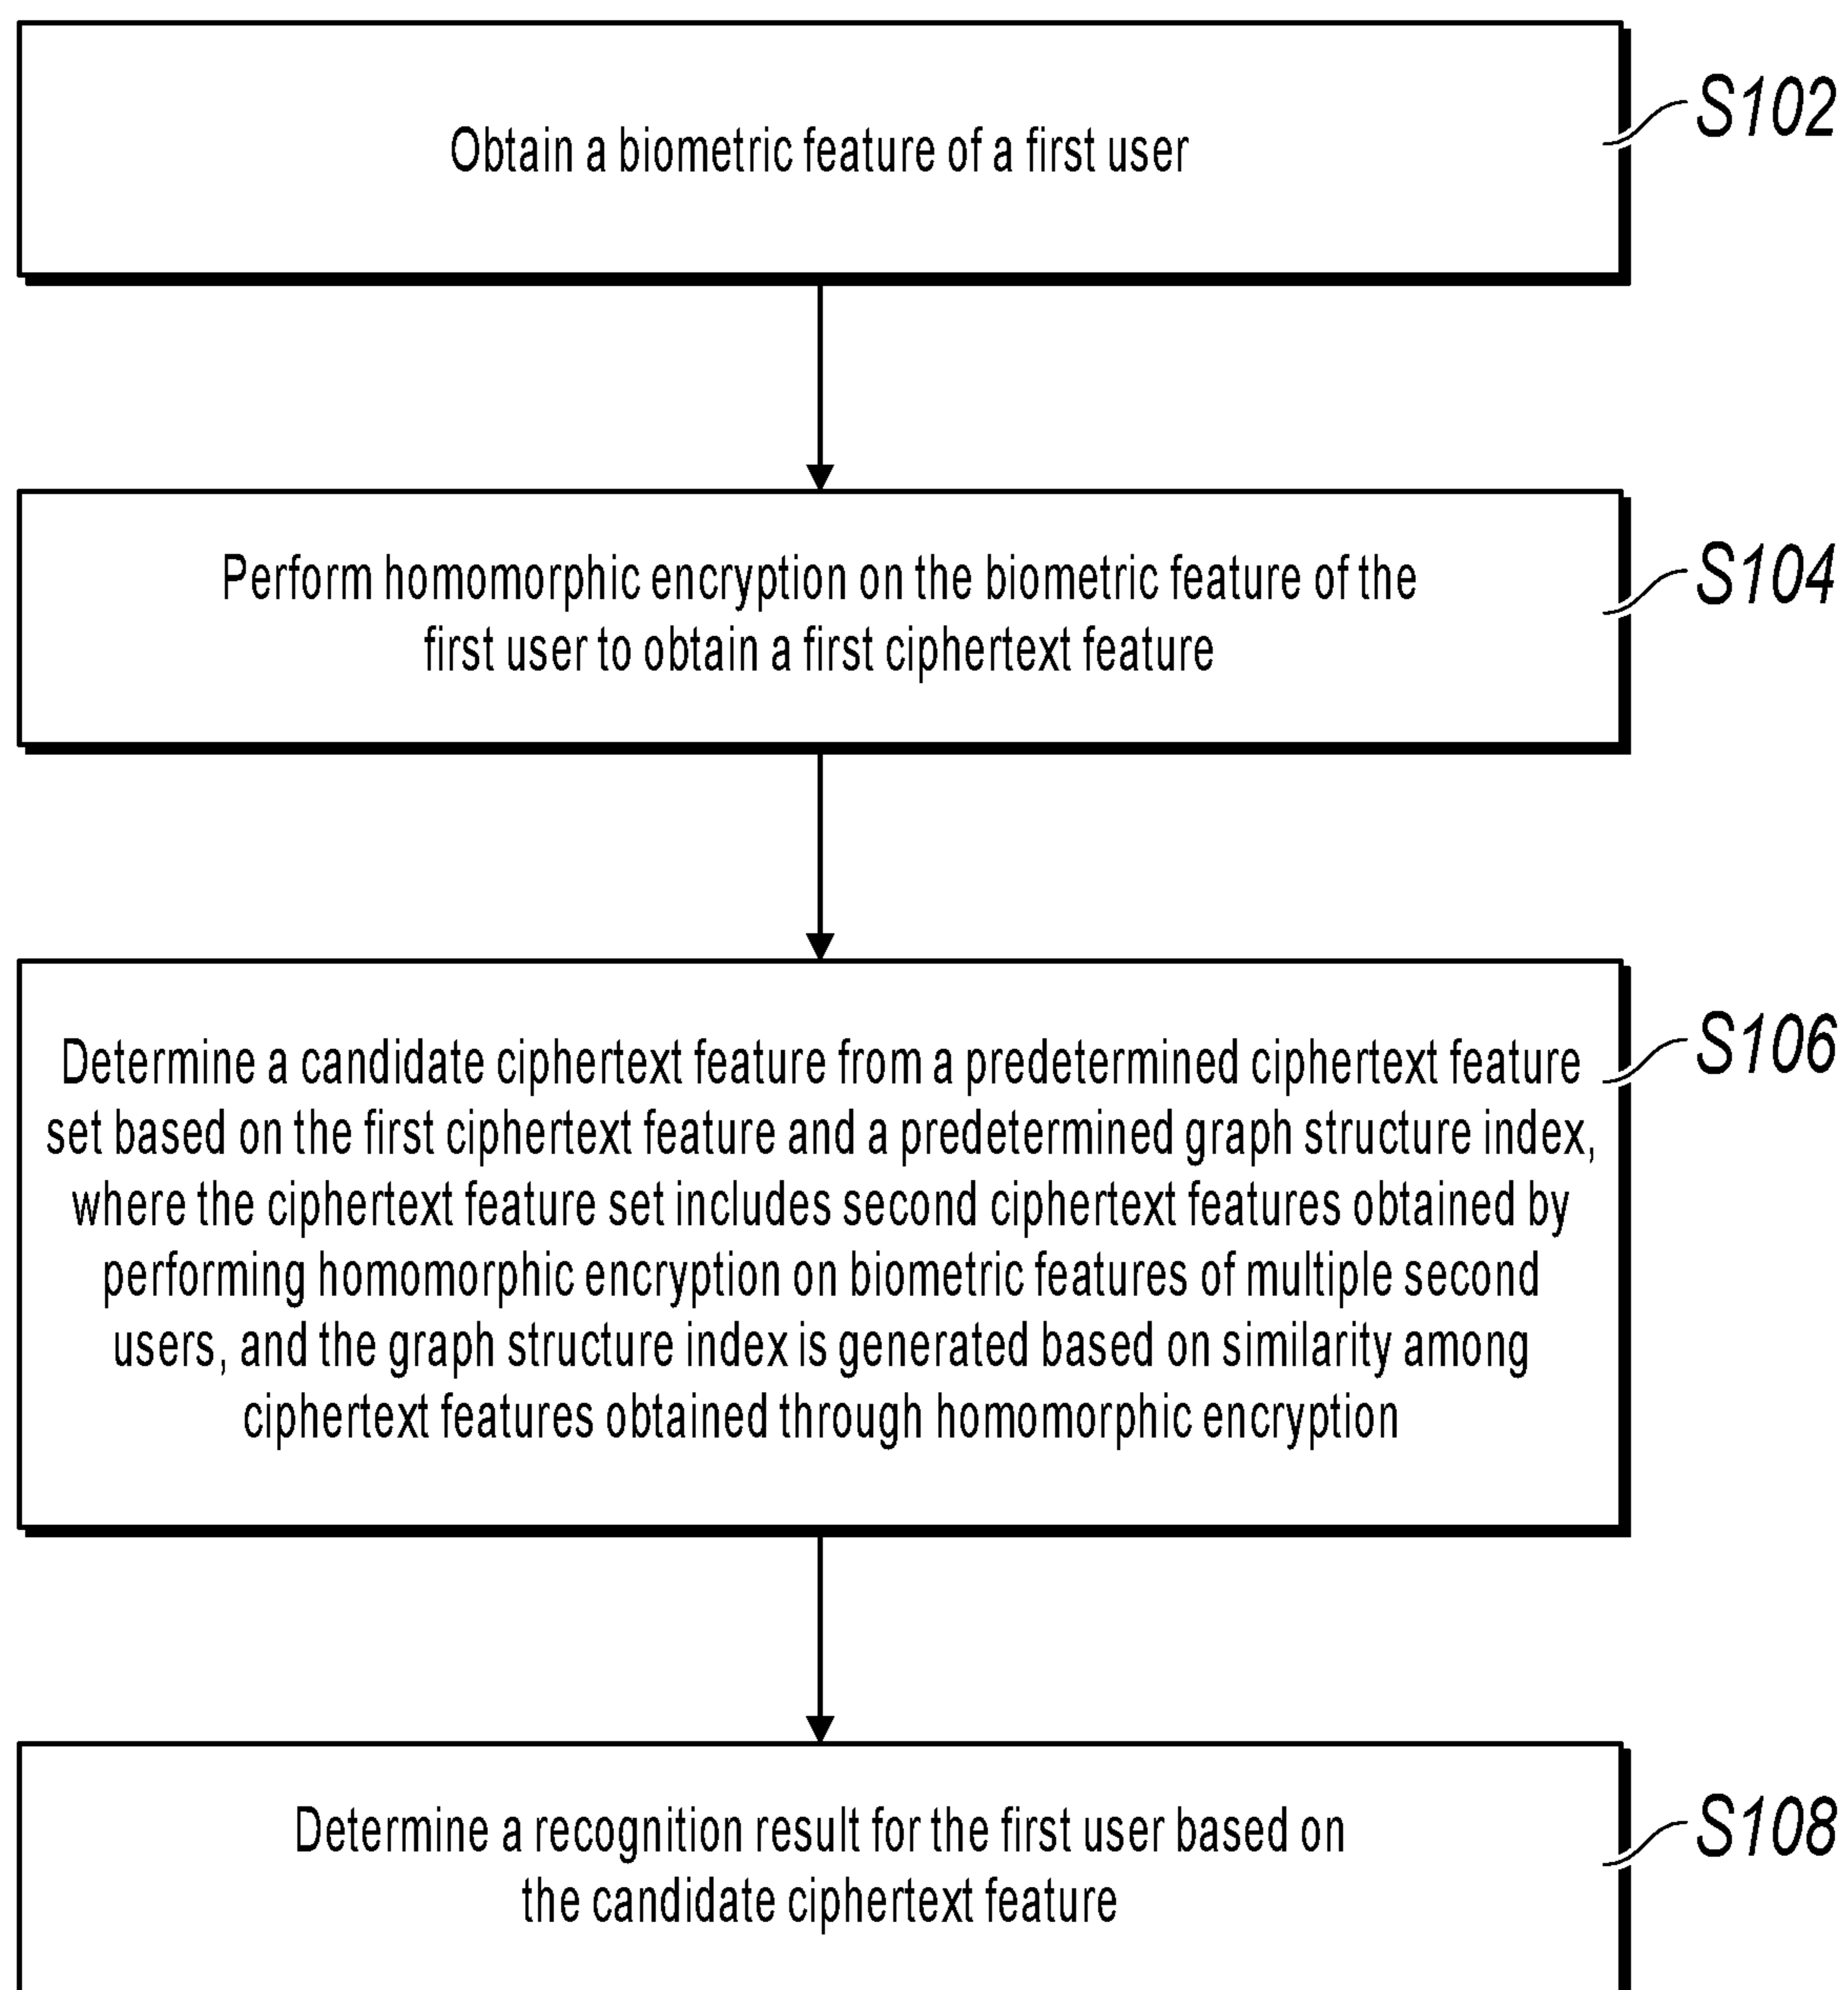 Obtain a biometric feature of a first user
S102
Perform homomorphic encryption on the biometric feature of the
first user to obtain a first ciphertext feature
S104
Determine a candidate ciphertext feature from a predetermined ciphertext feature
set based on the first ciphertext feature and a predetermined graph structure index,
where the ciphertext feature set includes second ciphertext features obtained by
performing homomorphic encryption on biometric features of multiple second
users, and the graph structure index is generated based on similarity among
ciphertext features obtained through homomorphic encryption
S106
Determine a recognition result for the first user based on
the candidate ciphertext feature
S108